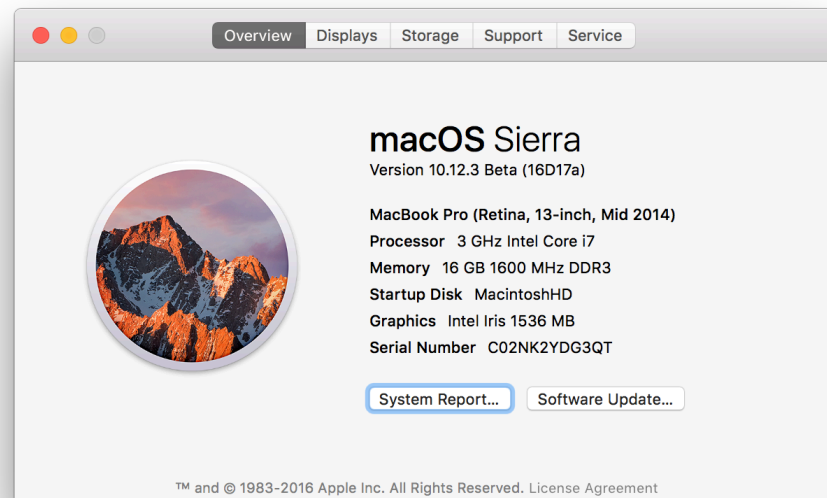 Overview Displays Storage Support Service
macOS Sierra
Version 10.12.3 Beta (16D17a)
MacBook Pro (Retina, 13-inch, Mid 2014)
Processor 3 GHz Intel Core i7
Memory 16 GB 1600 MHz DDR3
Startup Disk MacintoshHD
Graphics Intel Iris 1536 MB
Serial Number C02NK2YDG3QT
System Report... Software Update...
™ and © 1983-2016 Apple Inc. All Rights Reserved. License Agreement